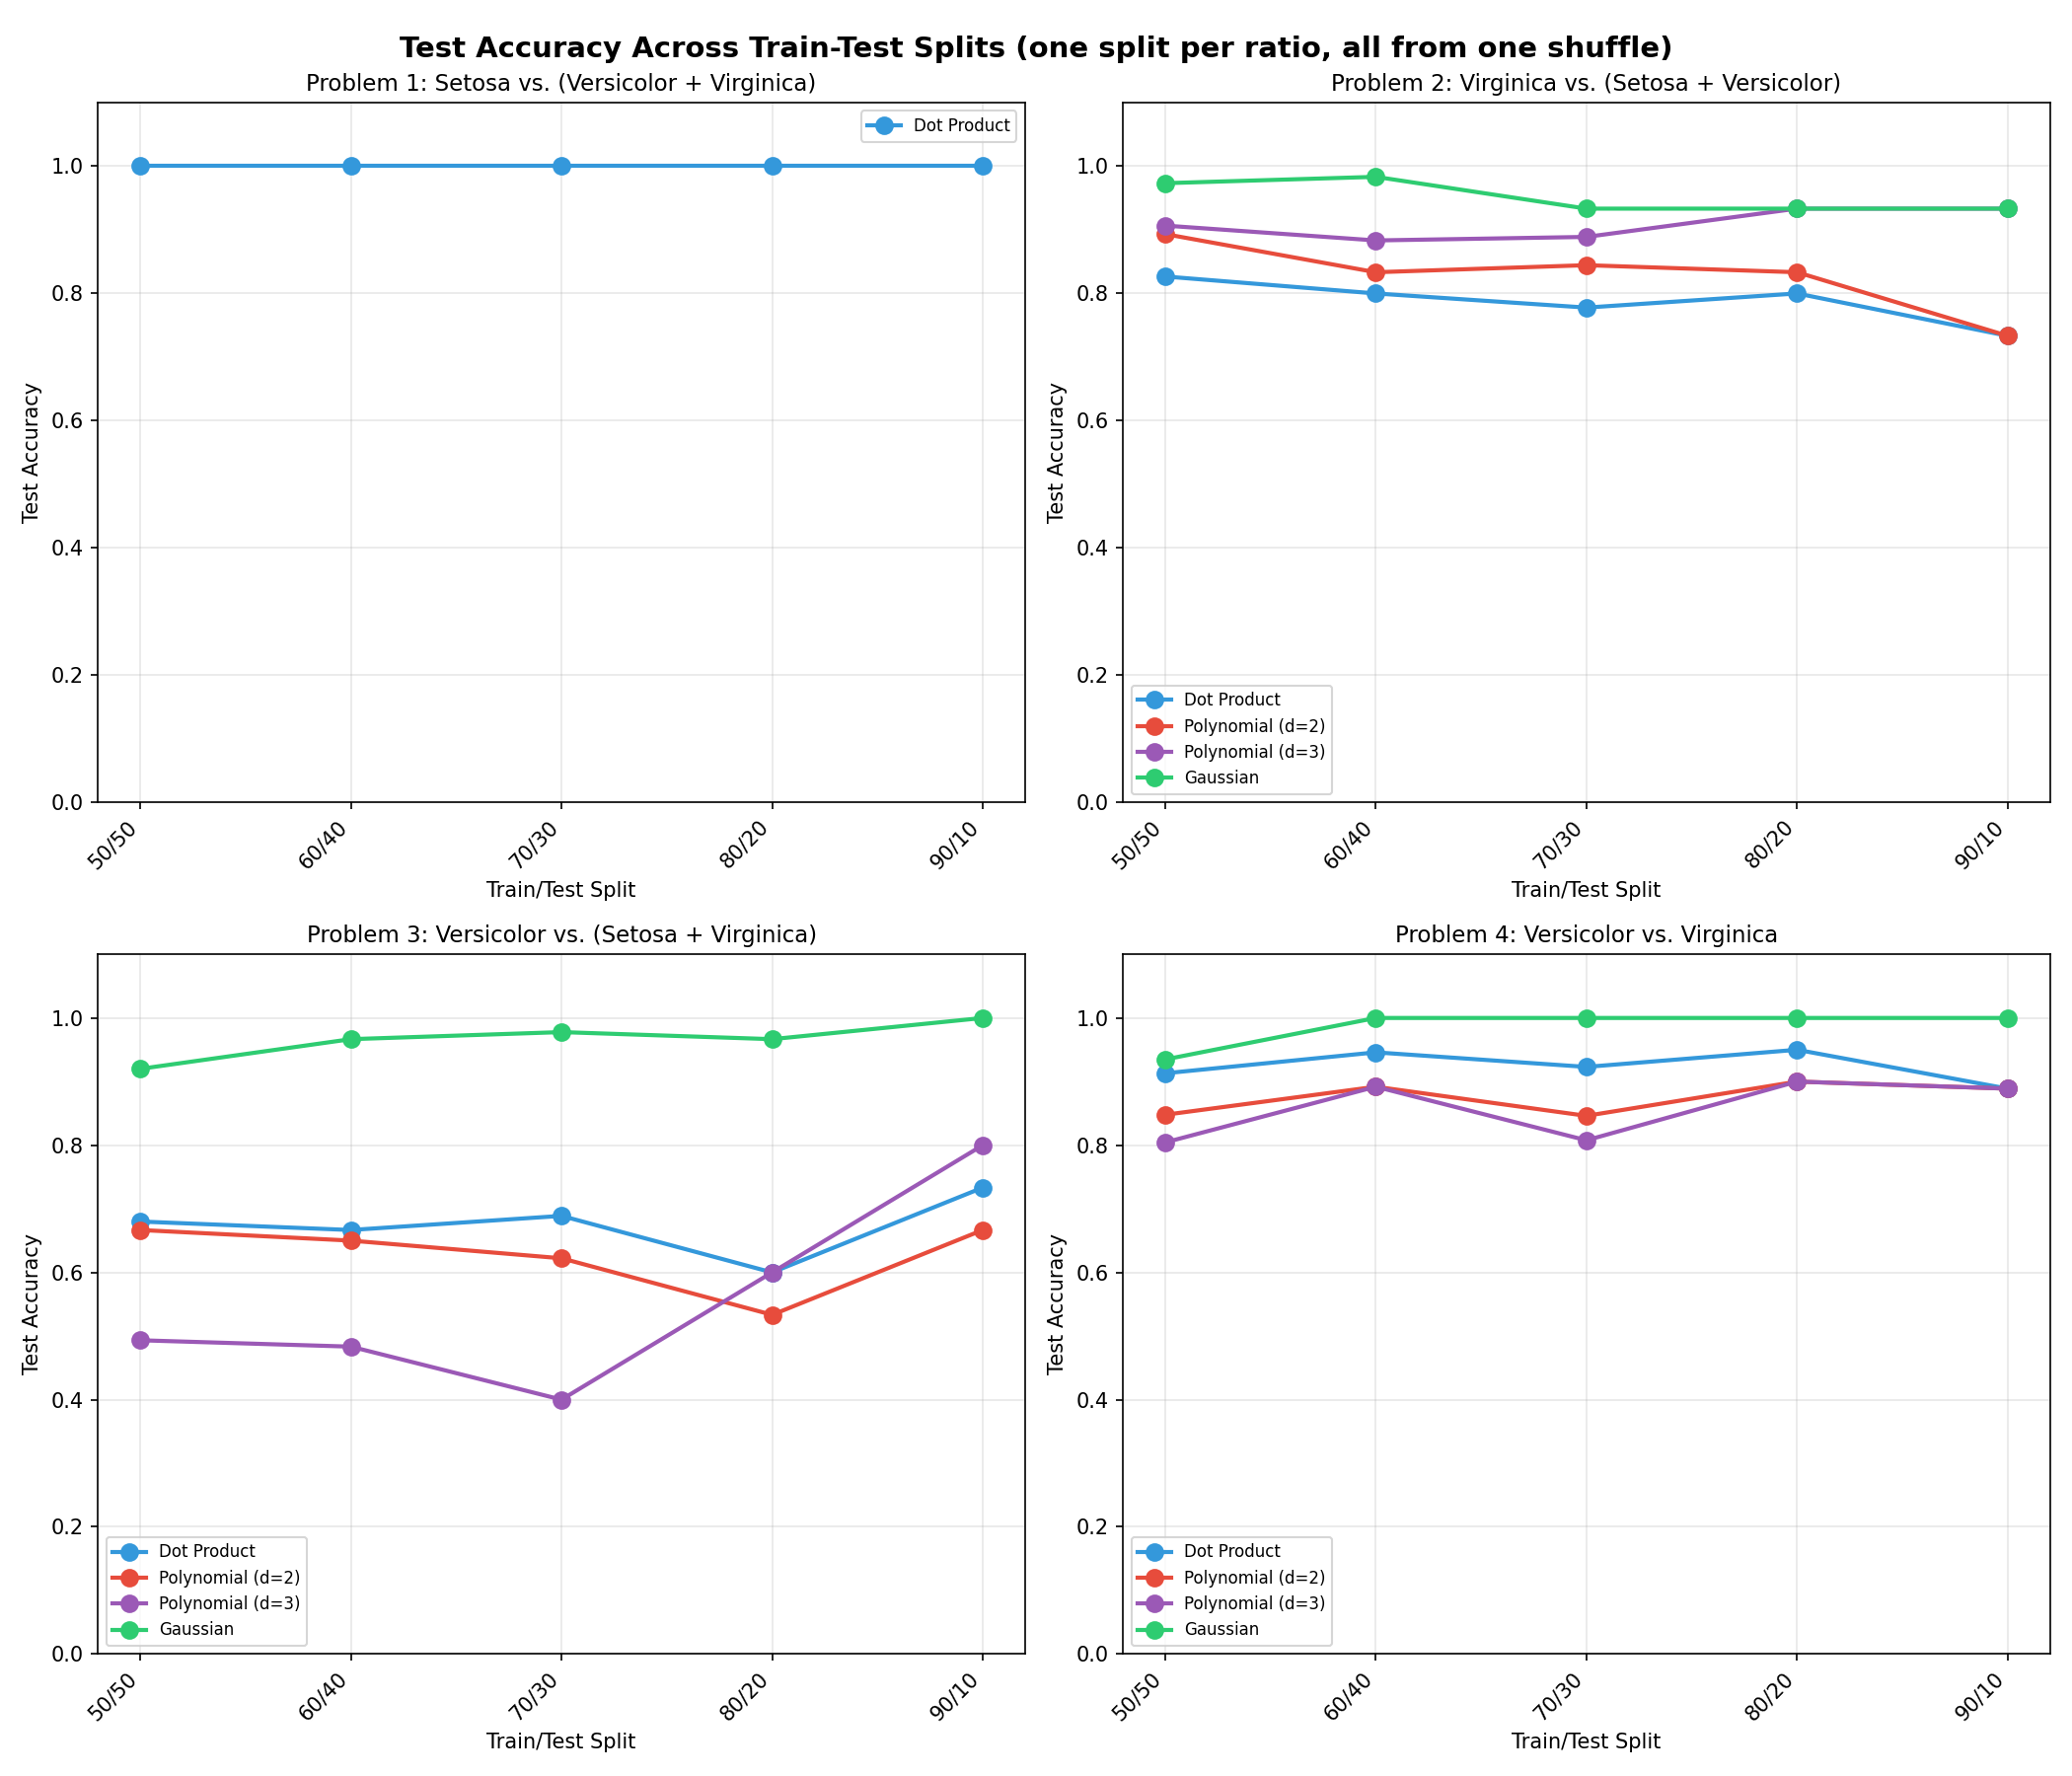 Test Accuracy Across Train-Test Splits (one split per ratio, all from one shuffle)
Problem 1: Setosa vs. (Versicolor + Virginica)
Test Accuracy
1.0
0.8
0.6
0.4
0.2
0.0
Dot Product
50/50
60/40
70/30
80/20
90/10
Train/Test Split
Problem 2: Virginica vs. (Setosa + Versicolor)
Test Accuracy
1.0
0.8
0.6
0.4
0.2
0.0
Dot Product
Polynomial (d=2)
Polynomial (d=3)
Gaussian
50/50
60/40
70/30
80/20
90/10
Train/Test Split
Problem 3: Versicolor vs. (Setosa + Virginica)
Test Accuracy
1.0
0.8
0.6
0.4
0.2
0.0
Dot Product
Polynomial (d=2)
Polynomial (d=3)
Gaussian
50/50
60/40
70/30
80/20
90/10
Train/Test Split
Problem 4: Versicolor vs. Virginica
Test Accuracy
1.0
0.8
0.6
0.4
0.2
0.0
Dot Product
Polynomial (d=2)
Polynomial (d=3)
Gaussian
50/50
60/40
70/30
80/20
90/10
Train/Test Split